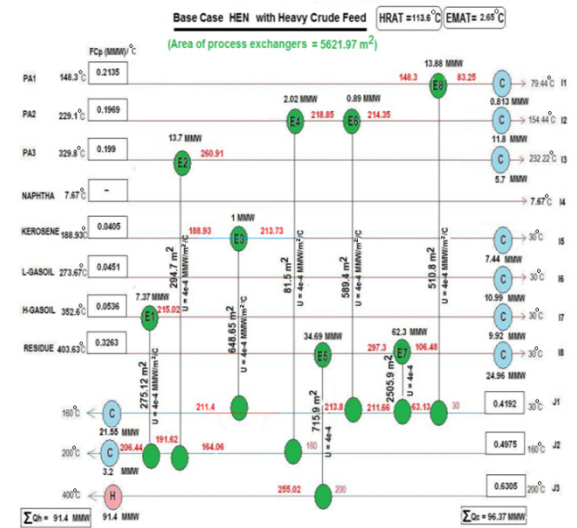 Base Case HEN with Heavy Crude Feed
HRAT =113.6 °C
EMAT= 2.65°C
(Area of process exchangers = 5621.97 m²)
FCp (MMW)/°C
13.88 MMW
PA1 148.3°C 0.2135 148.3 E8 83.25 C 79.44°C I1
2.02 MMW 0.89 MMW 0.813 MMW
PA2 229.1°C 0.1969 E4 218.85 E6 214.35 C 154.44°C I2
13.7 MMW 11.8 MMW
PA3 329.8°C 0.199 E2 260.91 C 232.22°C I3
5.7 MMW
NAPHTHA 7.67°C - 7.67°C I4
1 MMW
KEROSENE 188.93°C 0.0405 188.93 E3 213.73 C 30°C I5
7.44 MMW
L-GASOIL 273.67°C 0.0451 C 30°C I6
10.99 MMW
7.37 MMW
H-GASOIL 352.6°C 0.0536 E1 215.02 C 30°C I7
34.69 MMW 62.3 MMW 9.92 MMW
RESIDUE 403.63°C 0.3263 E5 297.3 E7 106.48 C 30°C I8
24.96 MMW
294.7 m²
U = 4e-4 MMW/m²/°C
648.65 m²
U = 4e-4 MMW/m²/°C
81.5 m²
U = 4e-4 MMW/m²/°C
589.4 m²
U = 4e-4 MMW/m²/°C
510.8 m²
U = 4e-4 MMW/m²/°C
275.12 m²
U = 4e-4 MMW/m²/°C
715.9 m²
U = 4e-4
2505.9 m²
U = 4e-4
160°C C 211.4 213.8 211.66 63.13 30 0.4192 30°C J1
21.55 MMW
200°C C 206.44 191.62 164.06 160 0.4975 160°C J2
3.2 MMW
400°C H 255.02 200 0.6305 200°C J3
∑Qh = 91.4 MMW 91.4 MMW ∑Qc = 96.37 MMW